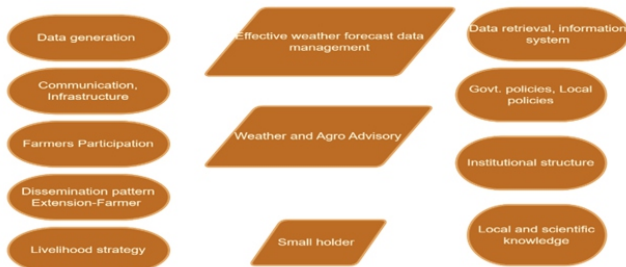 Data generation
Communication,
Infrastructure
Farmers Participation
Dissemination pattern
Extension-Farmer
Livelihood strategy
Effective weather forecast data
management
Weather and Agro Advisory
Small holder
Data retrieval, information
system
Govt. policies, Local
policies
Institutional structure
Local and scientific
knowledge